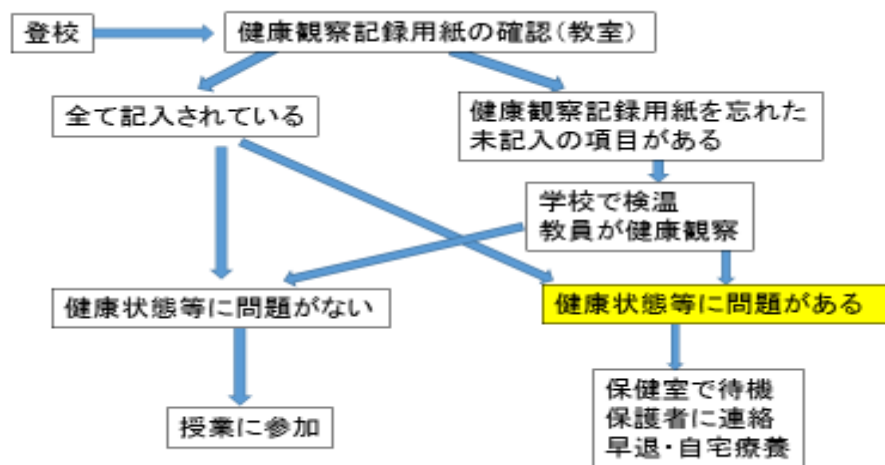 登校
健康観察記録用紙の確認(教室)
全て記入されている
健康観察記録用紙を忘れた
未記入の項目がある
学校で検温
教員が健康観察
健康状態等に問題がない
健康状態等に問題がある
授業に参加
保健室で待機
保護者に連絡
早退・自宅療養